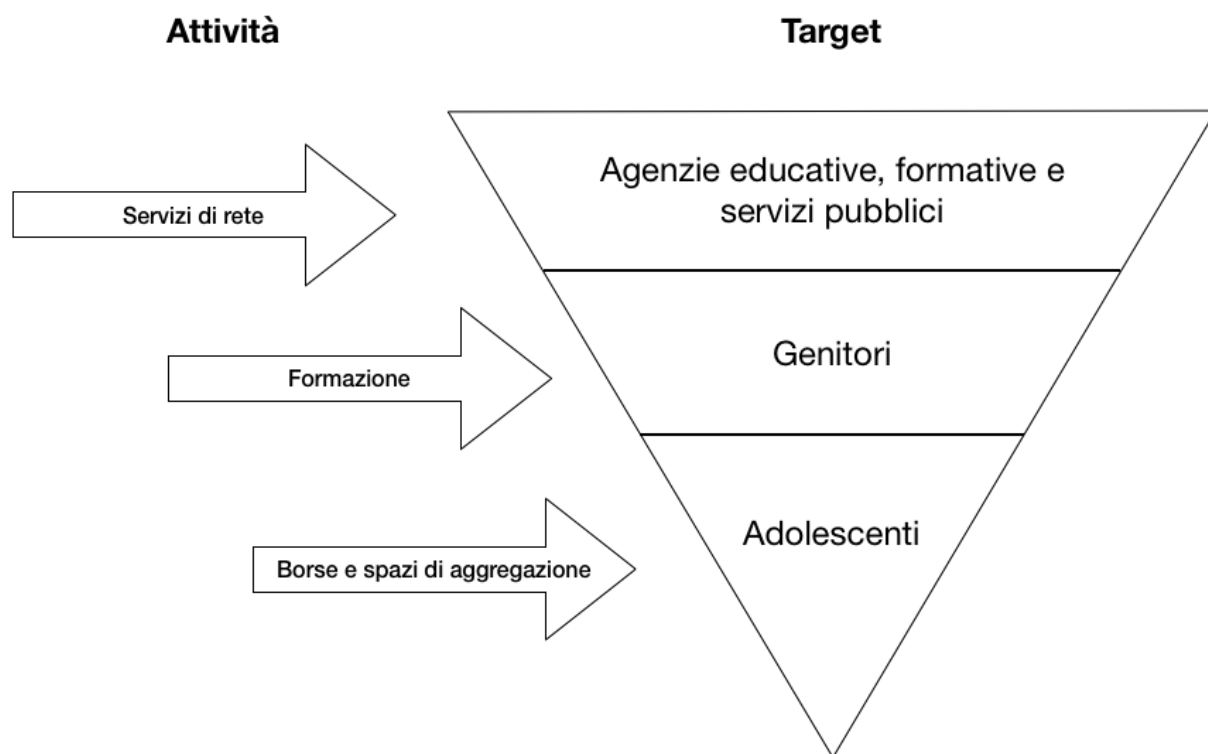 Attività
Target
Agenzie educative, formative e
servizi pubblici
Servizi di rete
Genitori
Formazione
Adolescenti
Borse e spazi di aggregazione